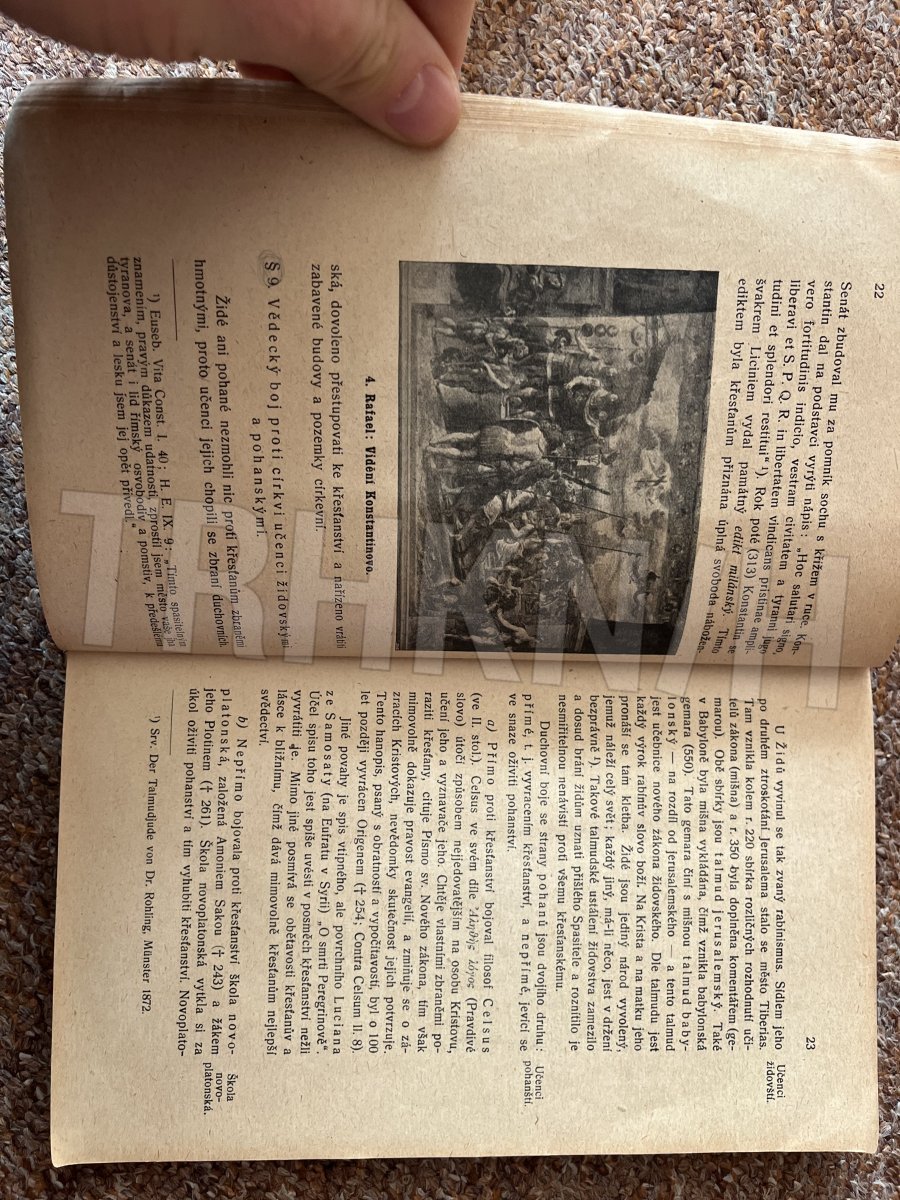 22
Senát zbudoval mu za pomník sochu s křížem v ruce. Kon-
stantin dal na podstavci vyrýti nápis: „Hoc salutari signo,
vero fortitudinis indicio, vestram civitatem a tyranni jugo
liberavi et S. P. Q. R. in libertatem vindicans pristinae ampli-
tudini et splendori restitui“ ¹). Rok poté (313) Konstantin se
švakrem Liciniem vydal památný edikt milánský. Tímto
ediktem byla křesťanům přiznána úplná svoboda nábožen-
4. Rafael: Vidění Konstantinovo.
ská, dovoleno přestupovati ke křesťanství a nařízeno vrátiti
zabavené budovy a pozemky církevní.
§ 9. Vědecký boj proti církvi učenci židovskými
a pohanskými.
Židé ani pohané nezmohli nic proti křesťanům zbraněmi
hmotnými, proto učenci jejich chopili se zbraní duchovních.
¹) Euseb. Vita Const. I. 40; H. E. IX. 9: „Tímto spasitelným
znamením, pravým důkazem udatnosti, zprostil jsem město vaše jha
tyranova, a senát i lid římský osvobodiv a pomstiv, k předešlému
důstojenství a lesku jsem jej opět přivedl.“
23
U Židů vyvinul se tak zvaný rabínismus. Sídlem jeho
po druhém ztroskotání Jerusalema stalo se město Tiberias.
Tam vznikla kolem r. 220 sbírka rozličných rozhodnutí uči-
telů zákona (mišna) a r. 350 byla doplněna komentářem (ge-
marou). Obě sbírky jsou talmud jerusalemský. Také
v Babyloně byla mišna vykládána, čímž vznikla babylonská
gemara (550). Tato gemara činí s mišnou talmud baby-
lonský — na rozdíl od jerusalemského — a tento talmud
jest učebnice nového zákona židovského. Dle talmudu jest
každý výrok rabínův slovo boží. Na Krista a na matku jeho
pronáší se tam kletba. Židé jsou jediný národ vyvolený,
jemuž náleží celý svět; každý jiný, má-li něco, jest v držení
bezprávně ¹). Takové talmudské ustálení židovstva zamezilo
a dosud brání židům uznati přišlého Spasitele a roznítilo je
nesmiřitelnou nenávistí proti všemu křesťanskému.
Učenci
židovští.
Duchovní boje se strany pohanů jsou dvojího druhu:
přímé, t. j. vyvracením křesťanství, a nepřímé, jevící se
ve snaze oživiti pohanství.
Učenci
pohanští.
a) Přímo proti křesťanství bojoval filosof Celsus
(ve II. stol.). Celsus ve svém díle Ἀληθὴς λόγος (Pravdivé
slovo) útočí způsobem nejjedovatějším na osobu Kristovu,
učení jeho a vyznavače jeho. Chtěje vlastními zbraněmi po-
raziti křesťany, cituje Písmo sv. Nového zákona, tím však
mimovolně dokazuje pravost evangelií, a zmiňuje se o zá-
zracích Kristových, nevědomky skutečnost jejich potvrzuje.
Tento hanopis, psaný s obratností a vypočítavostí, byl o 100
let později vyvrácen Origenem († 254; Contra Celsum II. 8).
Jiné povahy je spis vtipného, ale povrchního Luciana
ze Samosaty (na Eufratu v Syrii) „O smrti Peregrinově“.
Účel spisu toho jest spíše uvésti v posměch křesťanství nežli
vyvrátiti je. Mimo jiné posmívá se obětavosti křesťanův a
lásce k bližnímu, čímž dává mimovolně křesťanům nejlepší
svědectví.
b) Nepřímo bojovala proti křesťanství škola novo-
platonská, založená Amoniem Sakou († 243) a žákem
jeho Plotinem († 261). Škola novoplatonská vytkla si za
úkol oživiti pohanství a tím vyhubiti křesťanství. Novoplato-
Škola
novo-
platonská.
¹) Srv. Der Talmudjude von Dr. Rohling, Münster 1872.
TRHKNIH